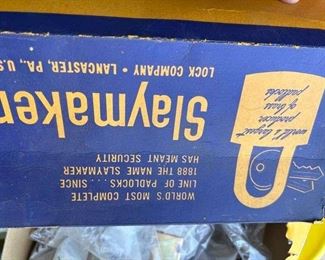 Slaymaker
LOCK COMPANY • LANCASTER, PA., U.S.
WORLD'S MOST COMPLETE
LINE OF PADLOCKS....SINCE
1888 THE NAME SLAYMAKER
HAS MEANT SECURITY
world's largest
producer
of brass
padlocks